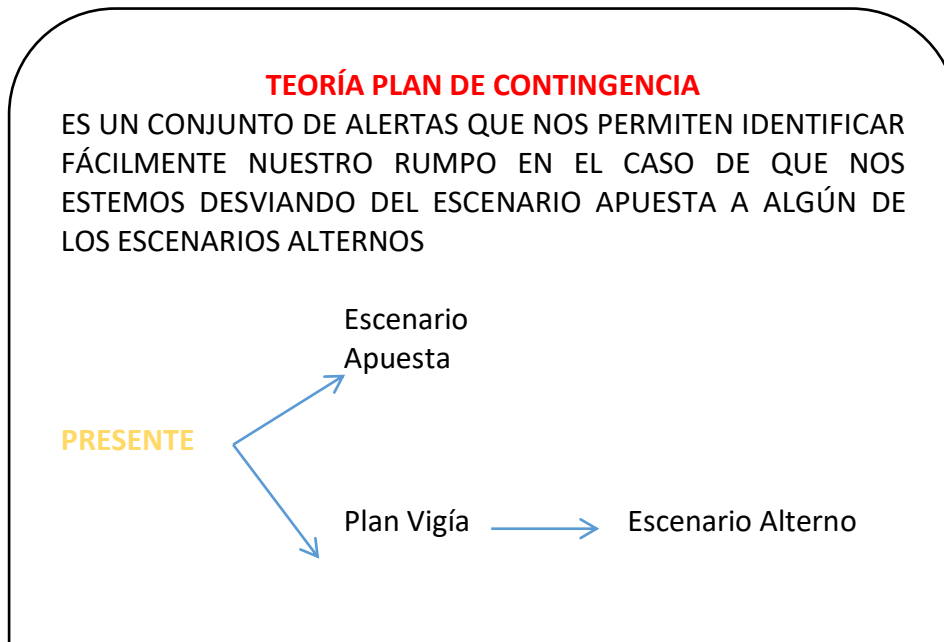 TEORÍA PLAN DE CONTINGENCIA
ES UN CONJUNTO DE ALERTAS QUE NOS PERMITEN IDENTIFICAR
FÁCILMENTE NUESTRO RUMPO EN EL CASO DE QUE NOS
ESTEMOS DESVIANDO DEL ESCENARIO APUESTA A ALGÚN DE
LOS ESCENARIOS ALTERNOS
Escenario
Apuesta
PRESENTE
Plan Vigía
Escenario Alterno